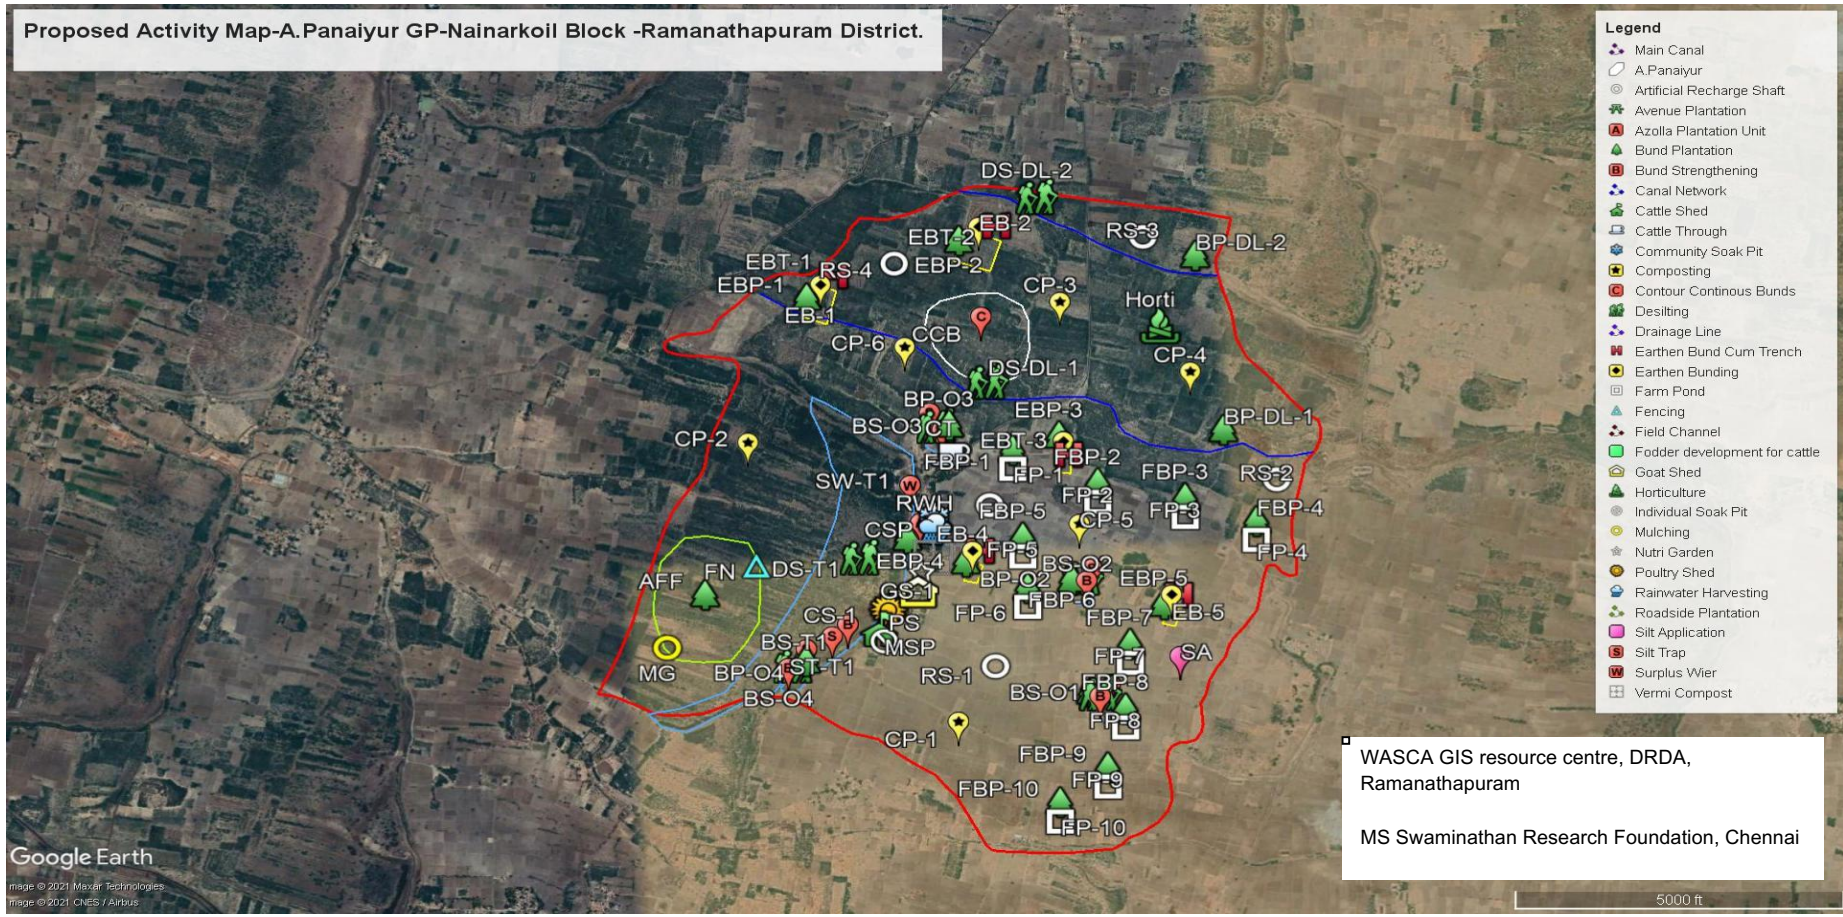 Proposed Activity Map-A.Panaiyur GP-Nainarkoil Block -Ramanathapuram District.
Legend
Main Canal
A.Panaiyur
Artificial Recharge Shaft
Avenue Plantation
A Azolla Plantation Unit
Bund Plantation
B Bund Strengthening
Canal Network
Cattle Shed
Cattle Through
Community Soak Pit
Composting
C Contour Continous Bunds
Desilting
Drainage Line
Earthen Bund Cum Trench
Earthen Bunding
Farm Pond
Fencing
Field Channel
Fodder development for cattle
Goat Shed
Horticulture
Individual Soak Pit
Mulching
Nutri Garden
Poultry Shed
Rainwater Harvesting
Roadside Plantation
Silt Application
S Silt Trap
W Surplus Wier
Vermi Compost
DS-DL-2
EB-2
EBT-2
RS-3
BP-DL-2
EBT-1
RS-4
EBP-2
EBP-1
CP-3
Horti
EB-1
C
CCB
CP-6
CP-4
DS-DL-1
BP-O3
EBP-3
BP-DL-1
BS-O3
CT
CP-2
EBT-3
FBP-1
FBP-2
FP-1
FBP-3
RS-2
SW-T1
W
FP-2
RWH
FBP-5
FP-3
FBP-4
CSP
EB-4
CP-5
FP-5
FP-4
FN
DS-T1
EBP-4
BS-O2
AFF
BP-O2
B
EBP-5
GS-1
FP-6
FBP-6
FBP-7
EB-5
CS-1
B
PS
S
BS-T1
MSP
FP-7
SA
MG
BP-O4
ST-T1
RS-1
FBP-8
BS-O1
B
BS-O4
FP-8
CP-1
FBP-9
FP-9
FBP-10
FP-10
WASCA GIS resource centre, DRDA,
Ramanathapuram
MS Swaminathan Research Foundation, Chennai
Google Earth
mage © 2021 Maxar Technologies
mage © 2021 CNES / Airbus
5000 ft